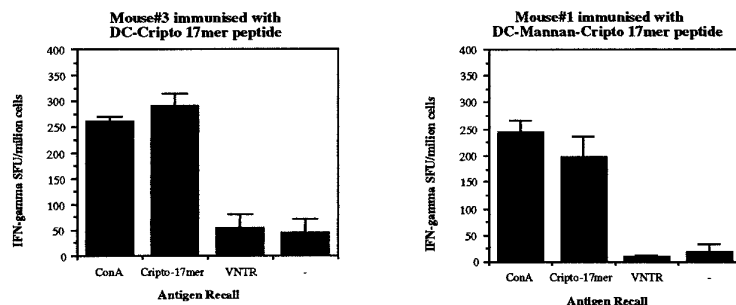 Mouse#3 immunised with
DC-Cripto 17mer peptide
IFN-gamma SFU/milion cells
400
350
300
250
200
150
100
50
0
ConA Cripto-17mer VNTR -
Antigen Recall
Mouse#1 immunised with
DC-Mannan-Cripto 17mer peptide
IFN-gamma SFU/million cells
400
350
300
250
200
150
100
50
0
ConA Cripto-17mer VNTR -
Antigen Recall